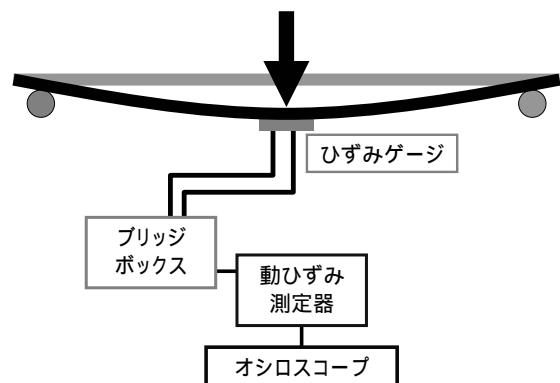 ひずみゲージ
ブリッジ
ボックス
動ひずみ
測定器
オシロスコープ